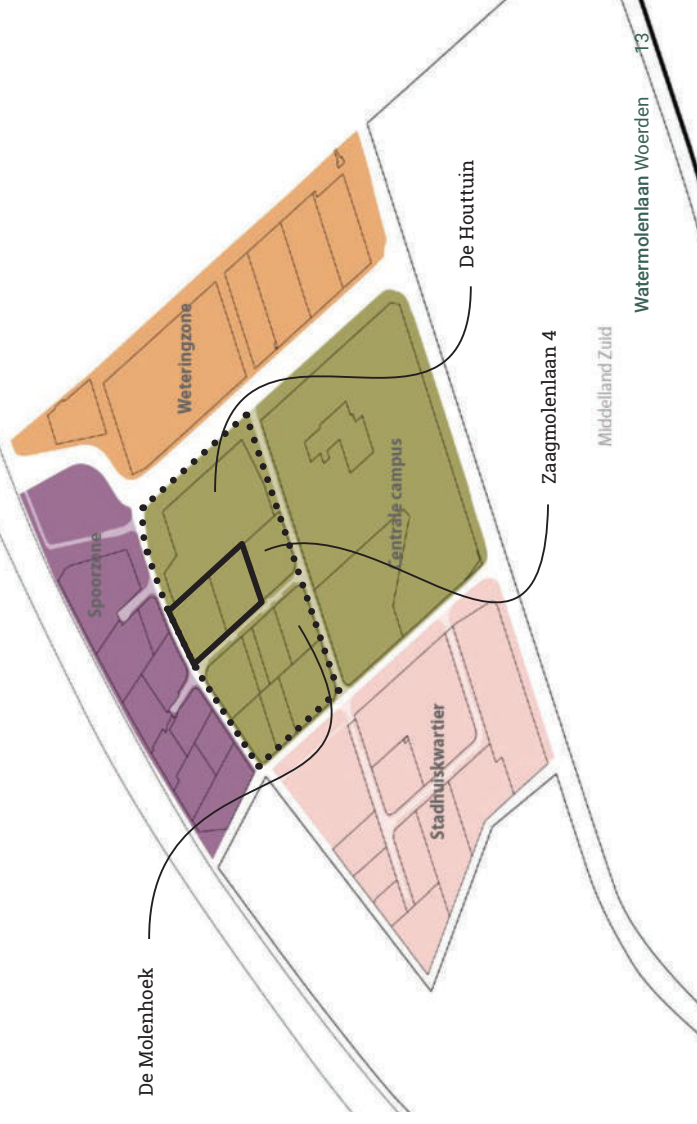 Spoorzone
Weteringzone
De Houttuin
De Molenhoek
Centrale campus
Stadhuiskwartier
Zaagmolenlaan 4
Middelland Zuid
Watermolenlaan Woerden 13